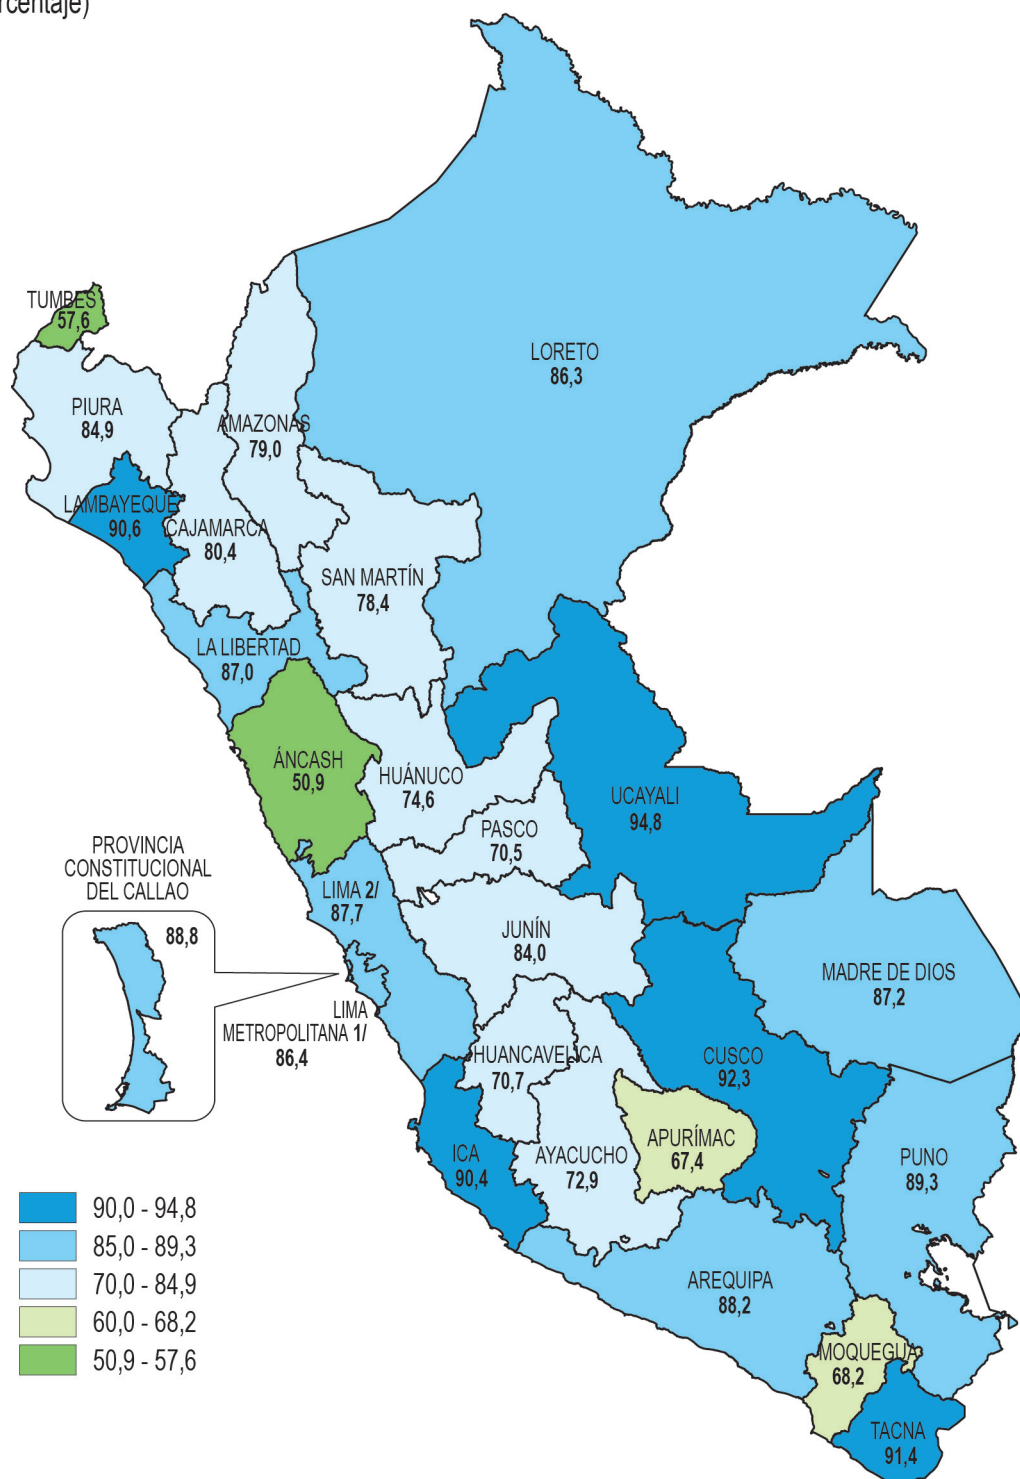 rcentaje)
TUMBES
57,6
LORETO
86,3
PIURA
84,9
AMAZONAS
79,0
LAMBAYEQUE
90,6
CAJAMARCA
80,4
SAN MARTÍN
78,4
LA LIBERTAD
87,0
ÁNCASH
50,9
HUÁNUCO
74,6
UCAYALI
94,8
PASCO
70,5
PROVINCIA
CONSTITUCIONAL
DEL CALLAO
88,8
LIMA 2/
87,7
JUNÍN
84,0
MADRE DE DIOS
87,2
LIMA
METROPOLITANA 1/
86,4
HUANCAVELICA
70,7
CUSCO
92,3
APURÍMAC
67,4
ICA
90,4
AYACUCHO
72,9
PUNO
89,3
AREQUIPA
88,2
MOQUEGUA
68,2
TACNA
91,4
90,0 - 94,8
85,0 - 89,3
70,0 - 84,9
60,0 - 68,2
50,9 - 57,6